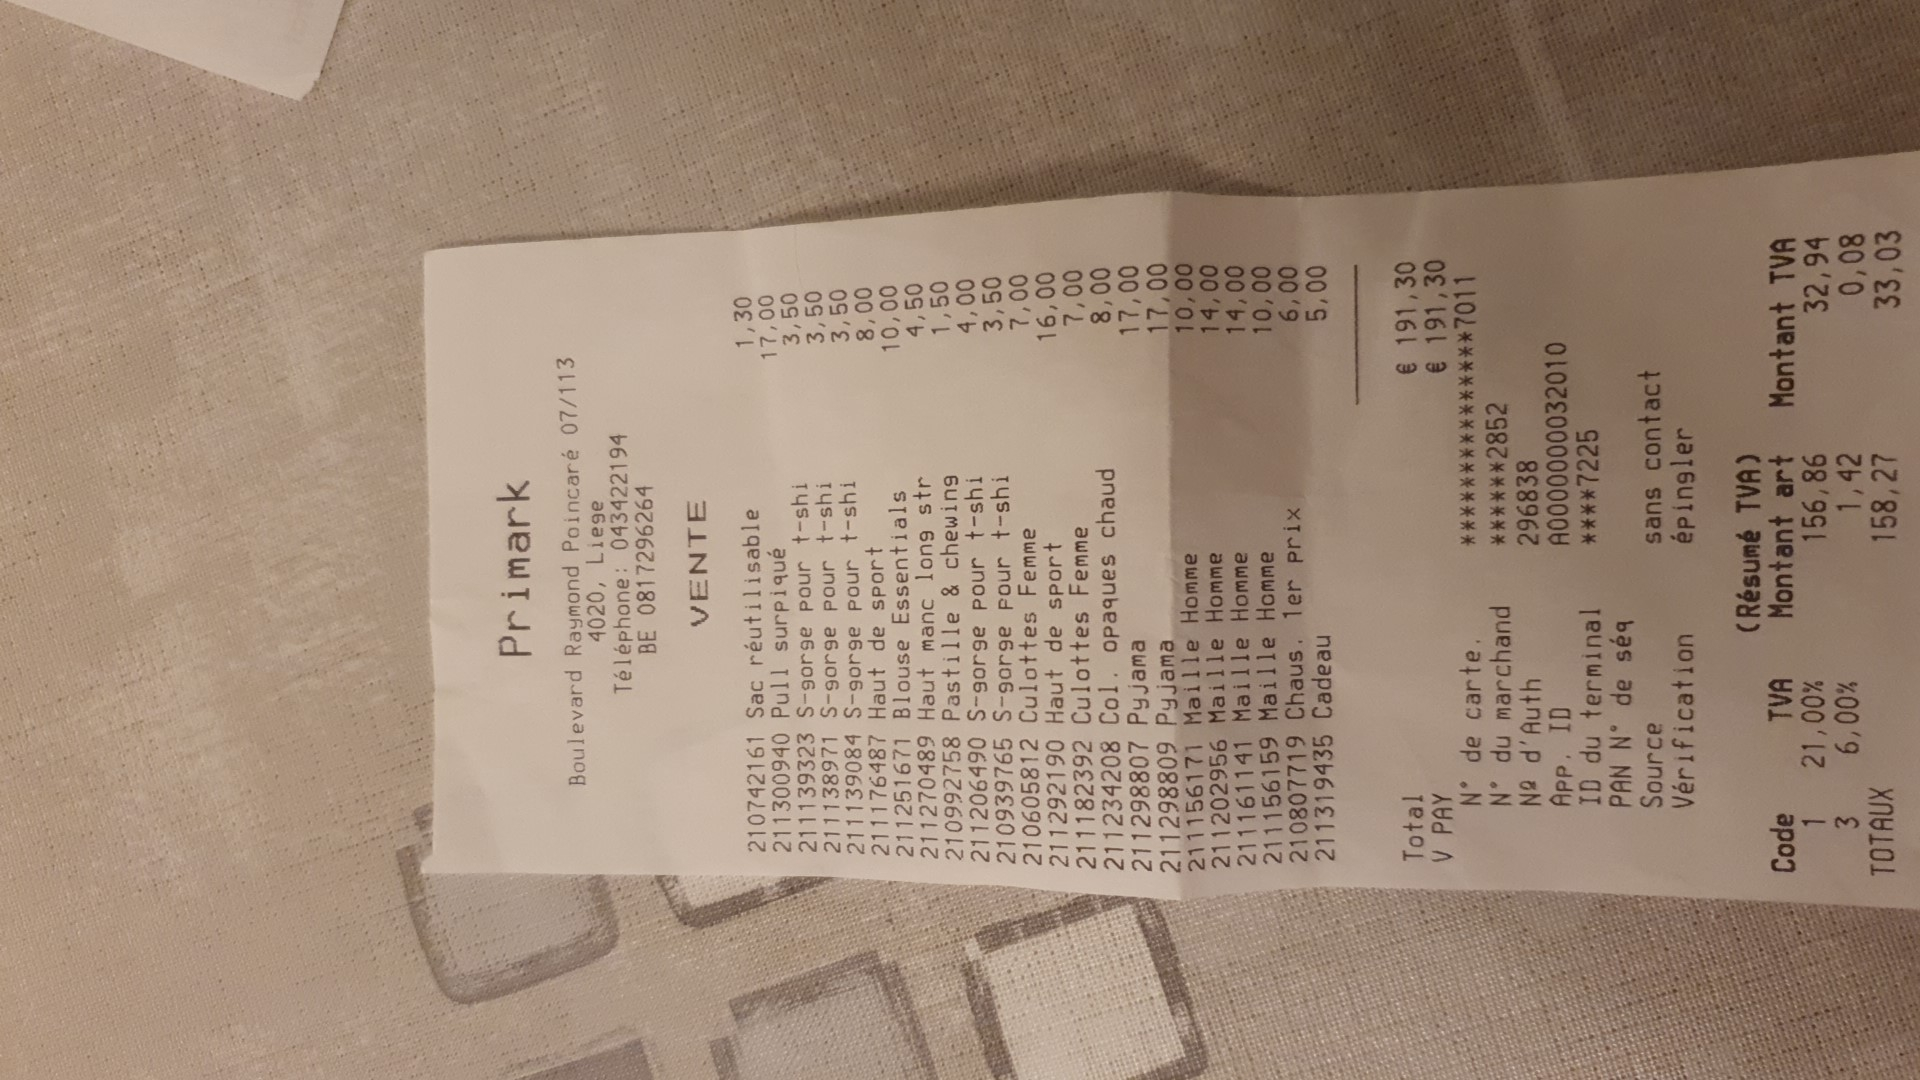 Primark
Boulevard Raymond Poincaré 07/113
4020, Liege
Téléphone: 043422194
BE 0817296264
VENTE
210742161 Sac réutilisable 1,30
211300940 Pull surpiqué 17,00
211139323 S-gorge pour t-shi 3,50
211138971 S-gorge pour t-shi 3,50
211139084 S-gorge pour t-shi 3,50
211176487 Haut de sport 8,00
211251671 Blouse Essentials 10,00
211270489 Haut manc long str 4,50
210992758 Pastille & chewing 1,50
211206490 S-gorge pour t-shi 4,00
210939765 S-gorge pour t-shi 3,50
210605812 Culottes Femme 7,00
211292190 Haut de sport 16,00
211182392 Culottes Femme 7,00
211234208 Col. opaques chaud 8,00
211298807 Pyjama 17,00
211298809 Pyjama 17,00
211156171 Maille Homme 10,00
211202956 Maille Homme 14,00
211161141 Maille Homme 14,00
211156159 Maille Homme 10,00
210807719 Chaus. 1er prix 6,00
211319435 Cadeau 5,00
Total € 191,30
V PAY € 191,30
N° de carte. ***************7011
N° du marchand ******2852
Nº d'Auth 296838
App. ID A0000000032010
ID du terminal ****7225
PAN N° de séq
Source sans contact
Vérification épingler
(Résumé TVA)
Code TVA Montant art Montant TVA
1 21,00% 156,86 32,94
3 6,00% 1,42 0,08
TOTAUX 158,27 33,03